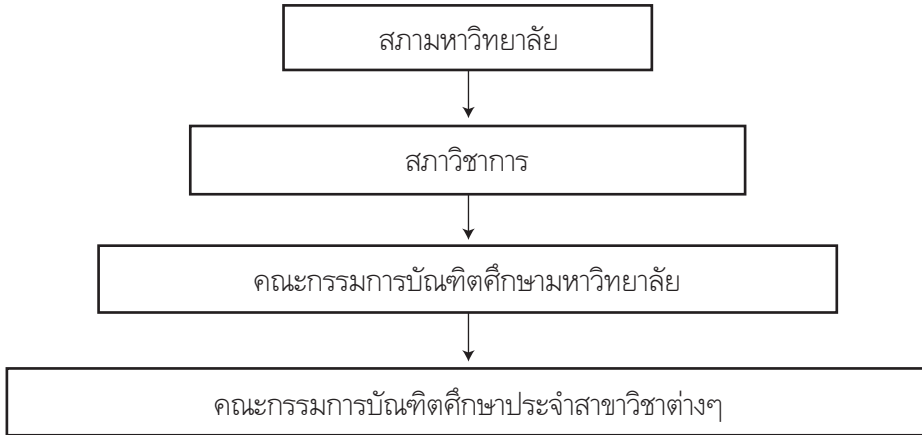 สภามหาวิทยาลัย
สภาวิชาการ
คณะกรรมการบัณฑิตศึกษามหาวิทยาลัย
คณะกรรมการบัณฑิตศึกษาประจำสาขาวิชาต่างๆ